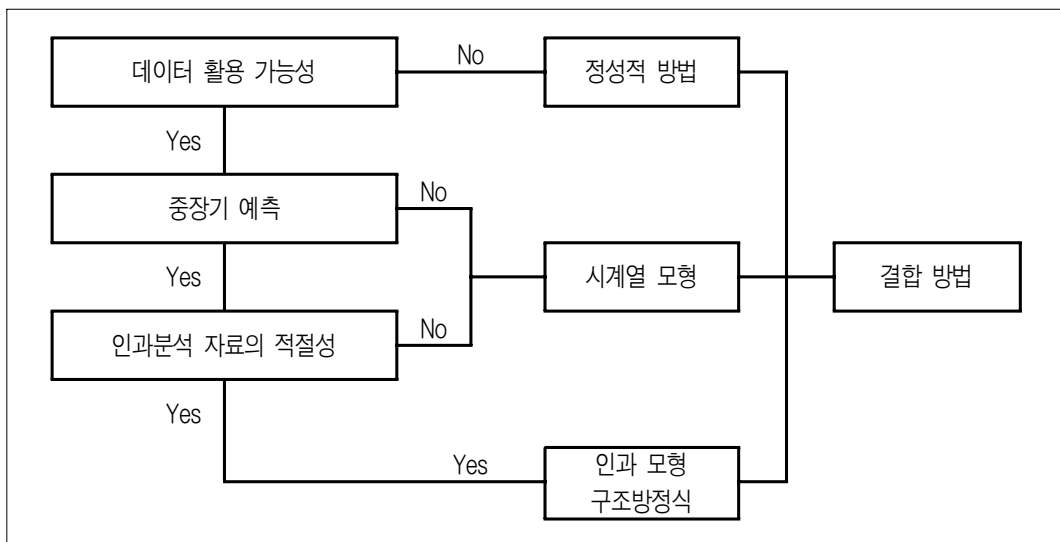 데이터 활용 가능성
No
정성적 방법
Yes
중장기 예측
No
Yes
시계열 모형
결합 방법
인과분석 자료의 적절성
No
Yes
Yes
인과 모형
구조방정식